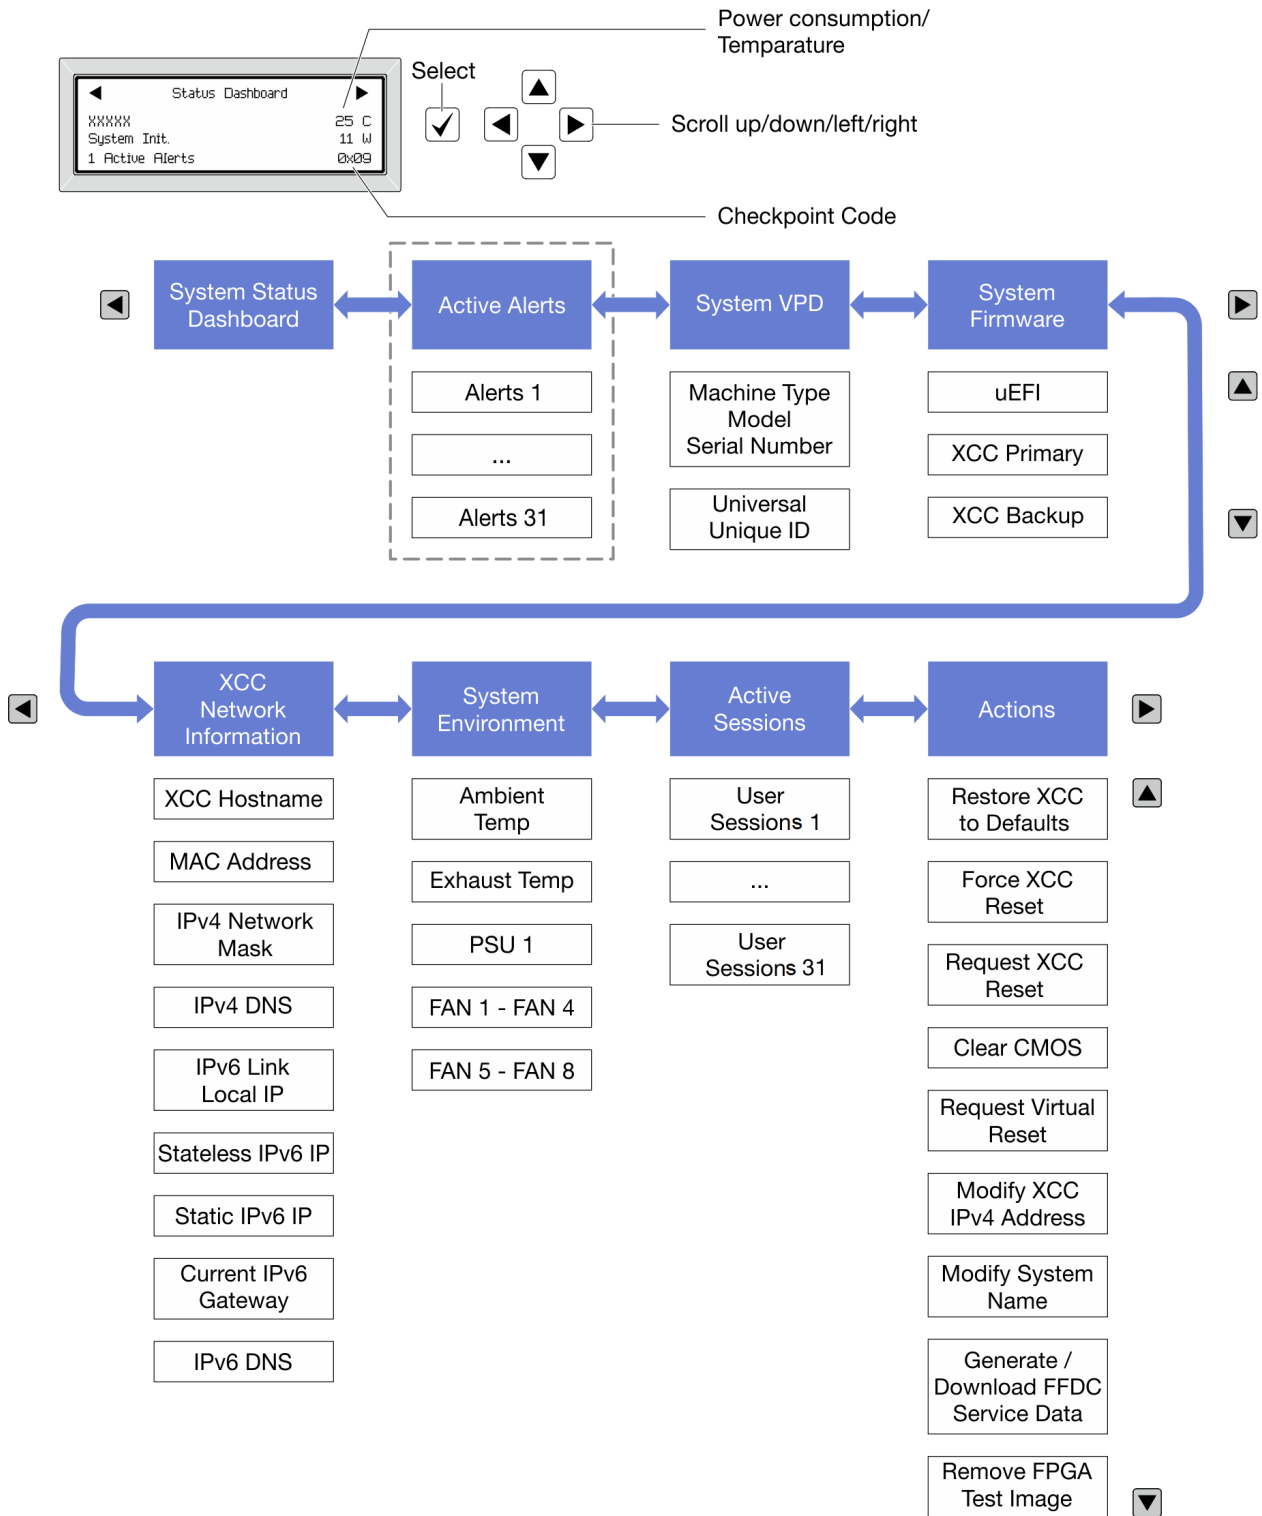 Power consumption/
Temparature
Select
Status Dashboard
XXXXX 25 C
System Init. 11 W
1 Active Alerts 0x09
Scroll up/down/left/right
Checkpoint Code
System Status
Dashboard
Active Alerts
System VPD
System
Firmware
Alerts 1
...
Alerts 31
Machine Type
Model
Serial Number
Universal
Unique ID
uEFI
XCC Primary
XCC Backup
XCC
Network
Information
System
Environment
Active
Sessions
Actions
XCC Hostname
MAC Address
IPv4 Network
Mask
IPv4 DNS
IPv6 Link
Local IP
Stateless IPv6 IP
Static IPv6 IP
Current IPv6
Gateway
IPv6 DNS
Ambient
Temp
Exhaust Temp
PSU 1
FAN 1 - FAN 4
FAN 5 - FAN 8
User
Sessions 1
...
User
Sessions 31
Restore XCC
to Defaults
Force XCC
Reset
Request XCC
Reset
Clear CMOS
Request Virtual
Reset
Modify XCC
IPv4 Address
Modify System
Name
Generate /
Download FFDC
Service Data
Remove FPGA
Test Image